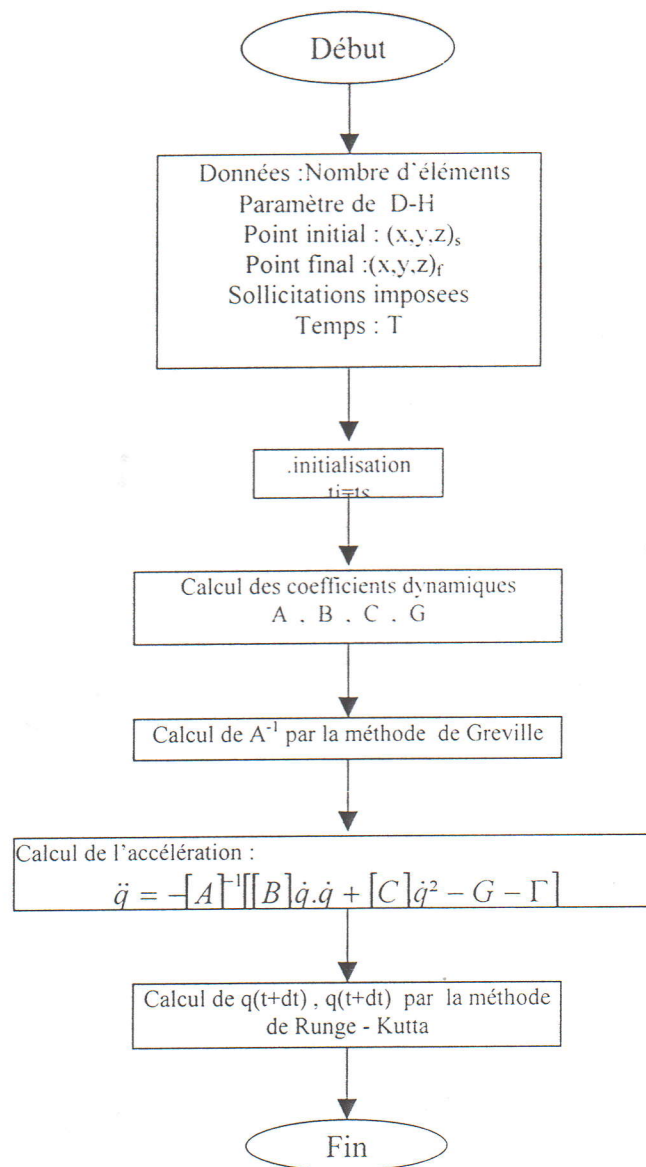 Début
Données :Nombre d'éléments
Paramètre de D-H
Point initial : (x,y,z)s
Point final :(x,y,z)f
Sollicitations imposees
Temps : T
.initialisation
ti=ts
Calcul des coefficients dynamiques
A , B , C , G
Calcul de A⁻¹ par la méthode de Greville
Calcul de l'accélération :
q̈ = -[A]⁻¹[[B]q̇.q̇ + [C]q̇² - G - Γ]
Calcul de q(t+dt) , q(t+dt) par la méthode
de Runge - Kutta
Fin